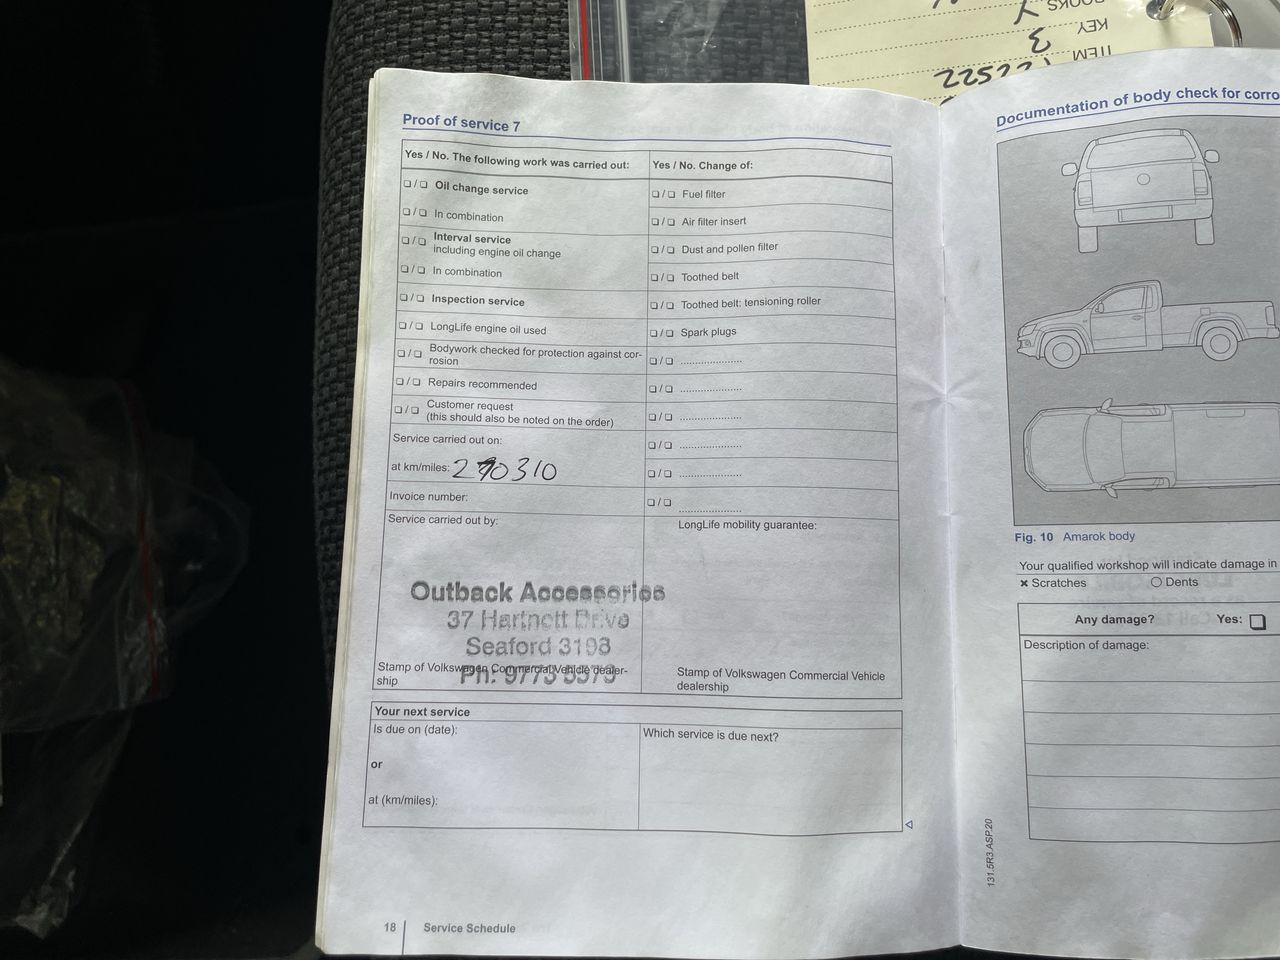 BOOKS Y
KEY 3
ITEM 122522
Proof of service 7
Yes / No. The following work was carried out:
Yes / No. Change of:
❏ / ❏ Oil change service
❏ / ❏ Fuel filter
❏ / ❏ In combination
❏ / ❏ Air filter insert
❏ / ❏ Interval service
including engine oil change
❏ / ❏ Dust and pollen filter
❏ / ❏ In combination
❏ / ❏ Toothed belt
❏ / ❏ Inspection service
❏ / ❏ Toothed belt: tensioning roller
❏ / ❏ LongLife engine oil used
❏ / ❏ Spark plugs
❏ / ❏ Bodywork checked for protection against cor-
rosion
❏ / ❏ .....................
❏ / ❏ Repairs recommended
❏ / ❏ .....................
❏ / ❏ Customer request
(this should also be noted on the order)
❏ / ❏ .....................
Service carried out on:
❏ / ❏ .....................
at km/miles: 290310
❏ / ❏ .....................
Invoice number:
❏ / ❏ .....................
Service carried out by:
LongLife mobility guarantee:
Outback Accessories
37 Hartnett Drive
Seaford 3198
Ph: 9773 5573
Stamp of Volkswagen Commercial Vehicle dealer-
ship
Stamp of Volkswagen Commercial Vehicle
dealership
Your next service
Is due on (date):
Which service is due next?
or
at (km/miles):
18 Service Schedule
Documentation of body check for corro
Fig. 10 Amarok body
Your qualified workshop will indicate damage in
× Scratches
○ Dents
Any damage? Yes: ❏
Description of damage:
131.5R3.ASP.20